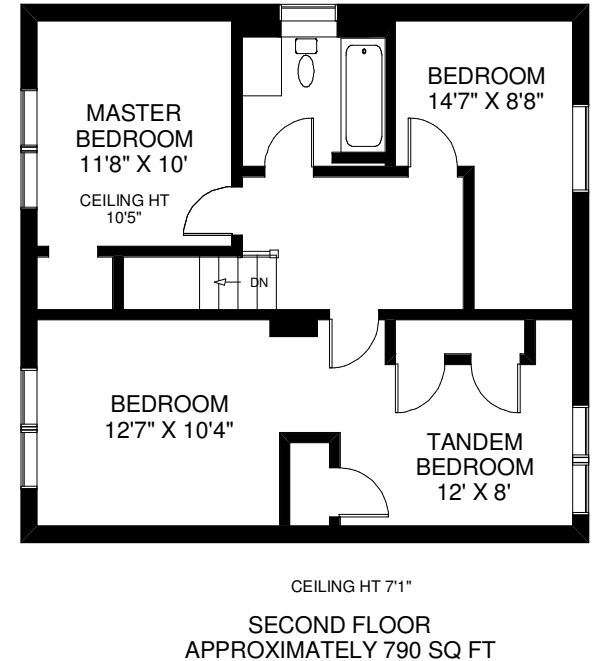 MASTER
BEDROOM
11'8" X 10'
CEILING HT
10'5"
BEDROOM
14'7" X 8'8"
DN
BEDROOM
12'7" X 10'4"
TANDEM
BEDROOM
12' X 8'
CEILING HT 7'1"
SECOND FLOOR
APPROXIMATELY 790 SQ FT